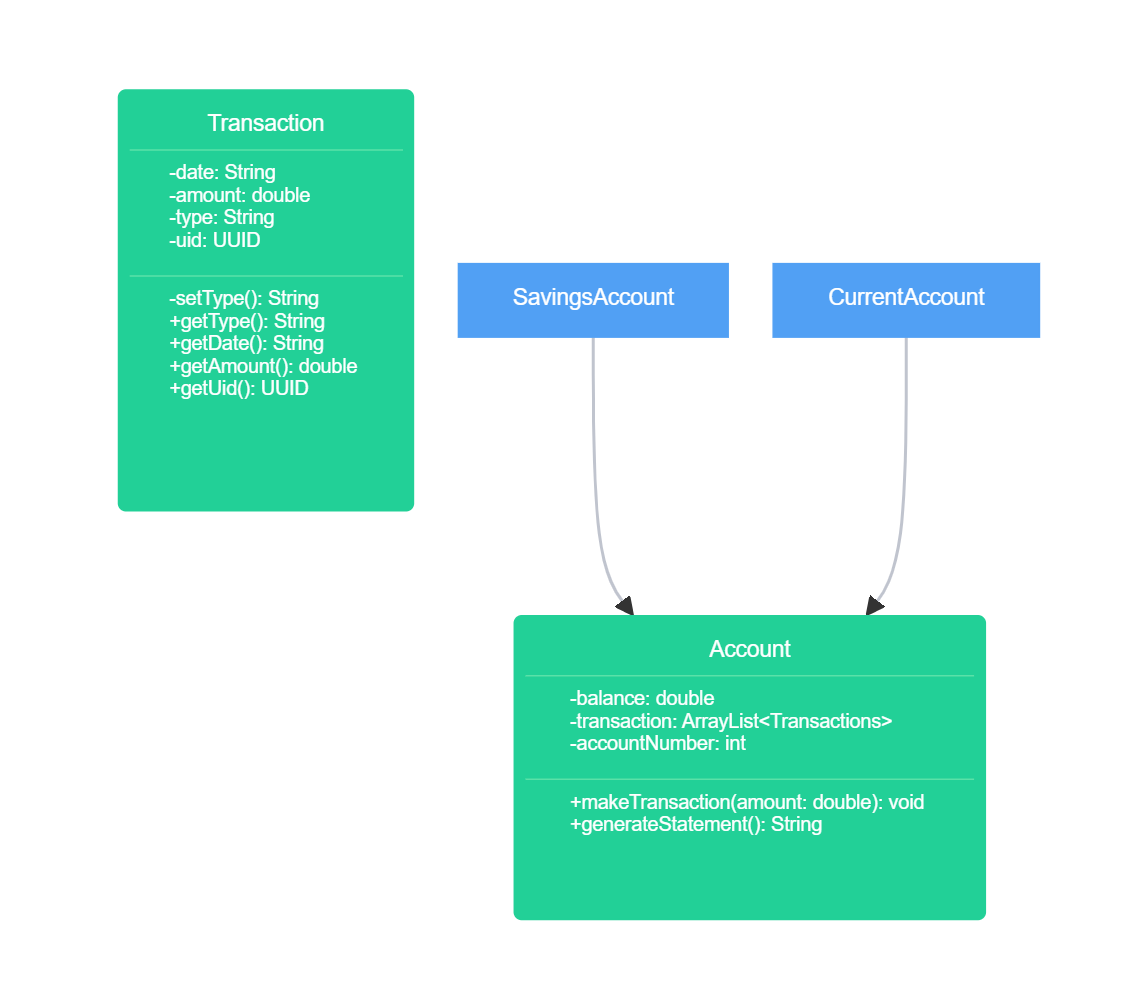 Transaction
-date: String
-amount: double
-type: String
-uid: UUID
-setType(): String
+getType(): String
+getDate(): String
+getAmount(): double
+getUid(): UUID
SavingsAccount
CurrentAccount
Account
-balance: double
-transaction: ArrayList<Transactions>
-accountNumber: int
+makeTransaction(amount: double): void
+generateStatement(): String